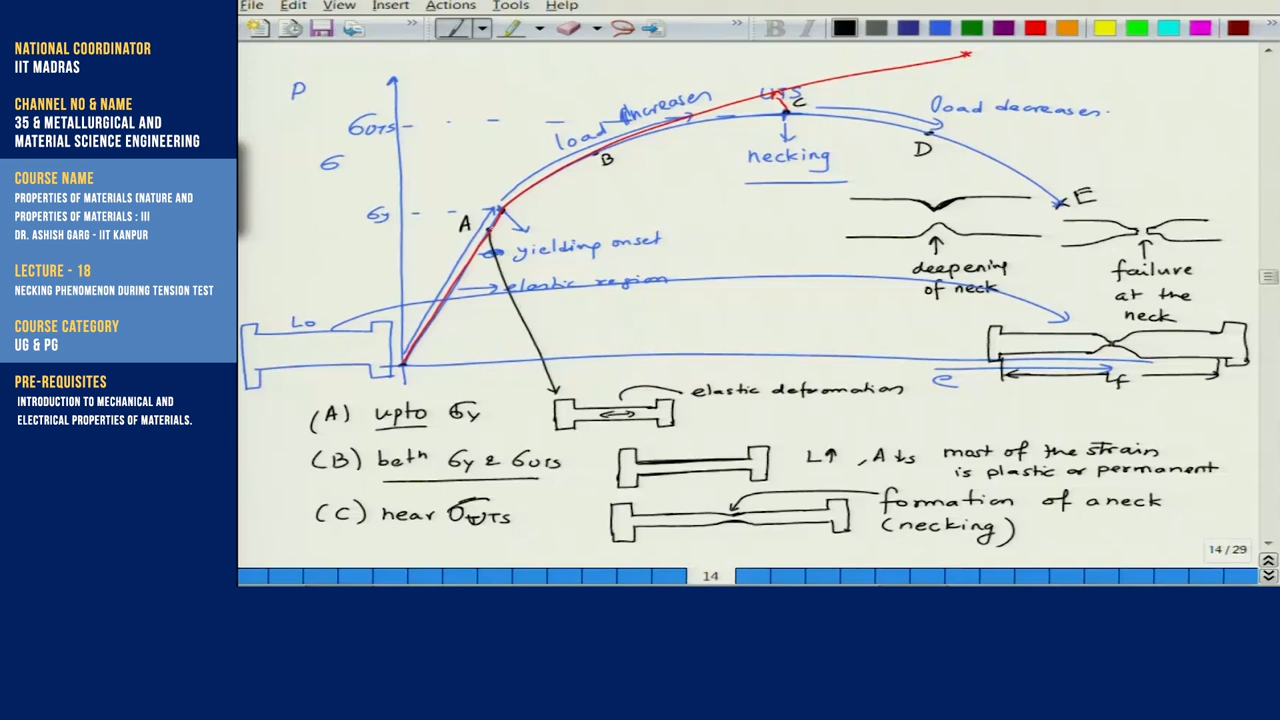 NATIONAL COORDINATOR
IIT MADRAS
CHANNEL NO & NAME
35 & METALLURGICAL AND
MATERIAL SCIENCE ENGINEERING
COURSE NAME
PROPERTIES OF MATERIALS (NATURE AND
PROPERTIES OF MATERIALS : III
DR. ASHISH GARG - IIT KANPUR
LECTURE - 18
NECKING PHENOMENON DURING TENSION TEST
COURSE CATEGORY
UG & PG
PRE-REQUISITES
INTRODUCTION TO MECHANICAL AND
ELECTRICAL PROPERTIES OF MATERIALS.
File Edit View Insert Actions Tools Help
P
σUTS
σ
σy
load increases
UTS
C
load decreases.
B
necking
D
E
A
yielding onset
elastic region
deepening
of neck
failure
at the
neck
Lo
e
Lf
elastic deformation
(A) upto σy
(B) betn σy & σUTS
L↑, A↓s most of the strain
is plastic or permanent
(C) near σUTS
formation of a neck
(necking)
14 / 29
14